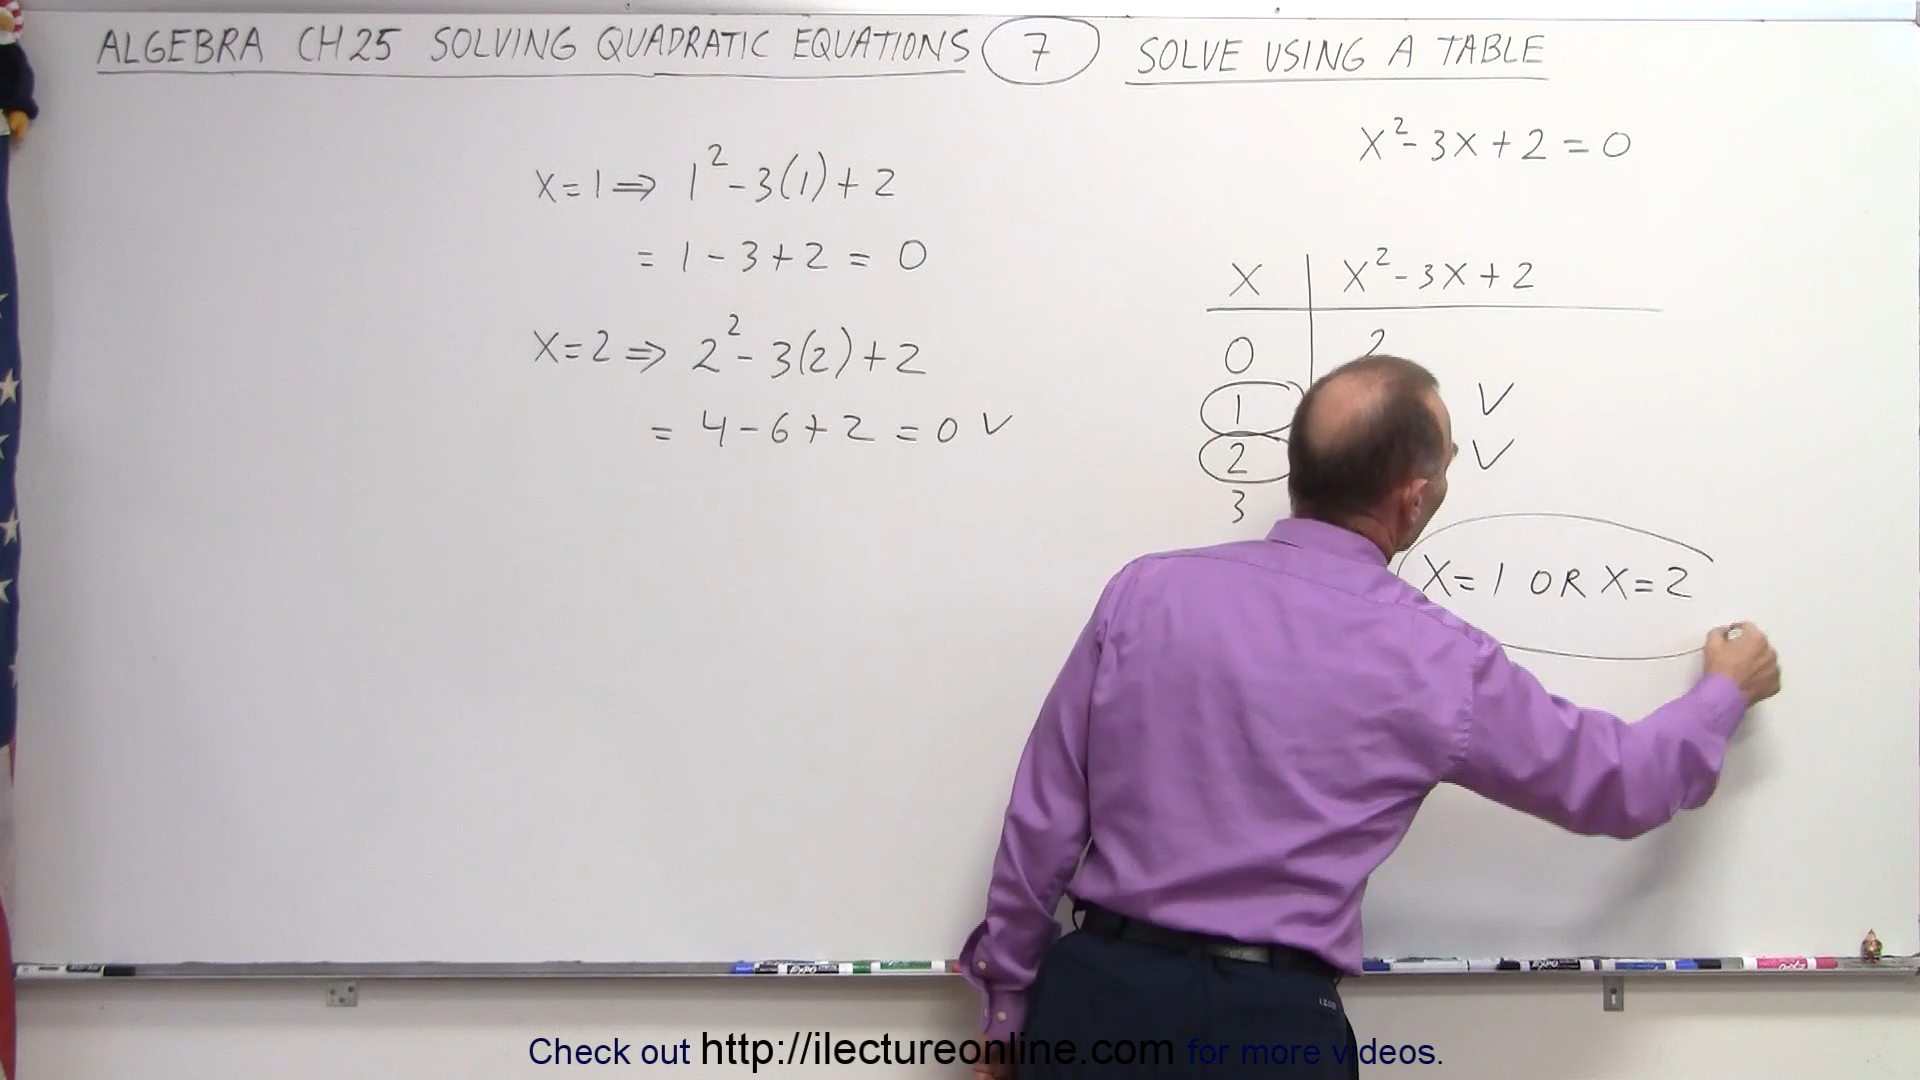 ALGEBRA CH 25 SOLVING QUADRATIC EQUATIONS 7 SOLVE USING A TABLE
X=1 ⇒ 1² - 3(1) + 2
= 1 - 3 + 2 = 0
X=2 ⇒ 2² - 3(2) + 2
= 4 - 6 + 2 = 0 ✓
X² - 3X + 2 = 0
X X² - 3X + 2
0 2
1 ✓
2 ✓
3
X=1 OR X=2
Check out http://ilectureonline.com for more videos.